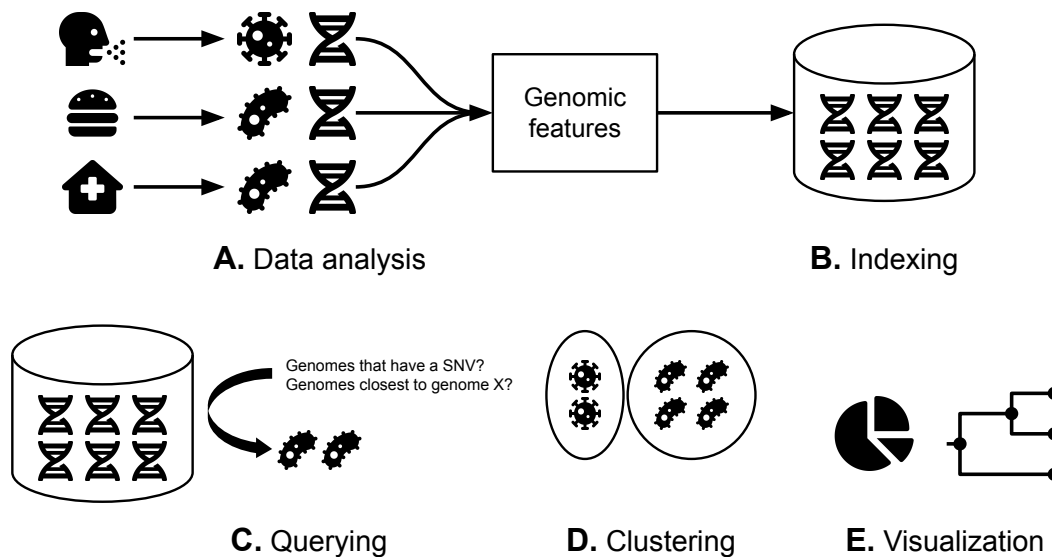 Genomic
features
A. Data analysis
B. Indexing
Genomes that have a SNV?
Genomes closest to genome X?
C. Querying
D. Clustering
E. Visualization